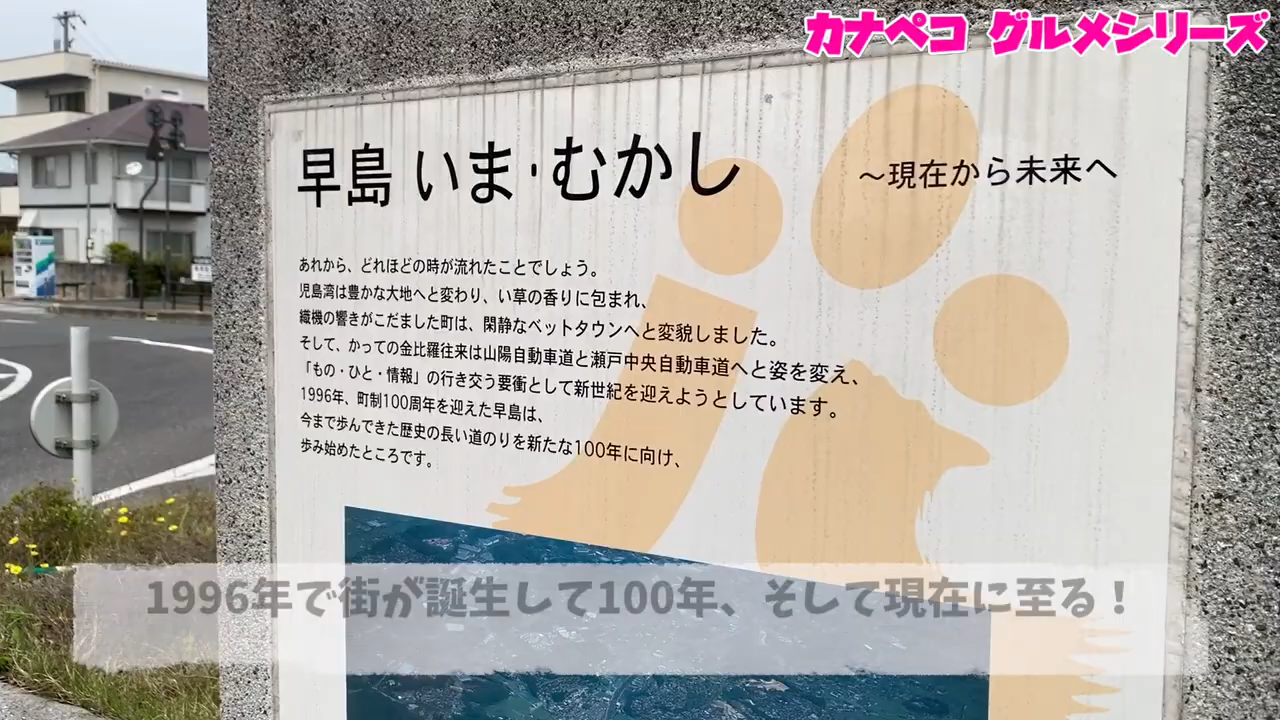 カナペコ グルメシリーズ
早島 いま・むかし
～現在から未来へ
あれから、どれほどの時が流れたことでしょう。
児島湾は豊かな大地へと変わり、い草の香りに包まれ、
織機の響きがこだました町は、閑静なベットタウンへと変貌しました。
そして、かつての金比羅往来は山陽自動車道と瀬戸中央自動車道へと姿を変え、
「もの・ひと・情報」の行き交う要衝として新世紀を迎えようとしています。
1996年、町制100周年を迎えた早島は、
今まで歩んできた歴史の長い道のりを新たな100年に向け、
歩み始めたところです。
1996年で街が誕生して100年、そして現在に至る！